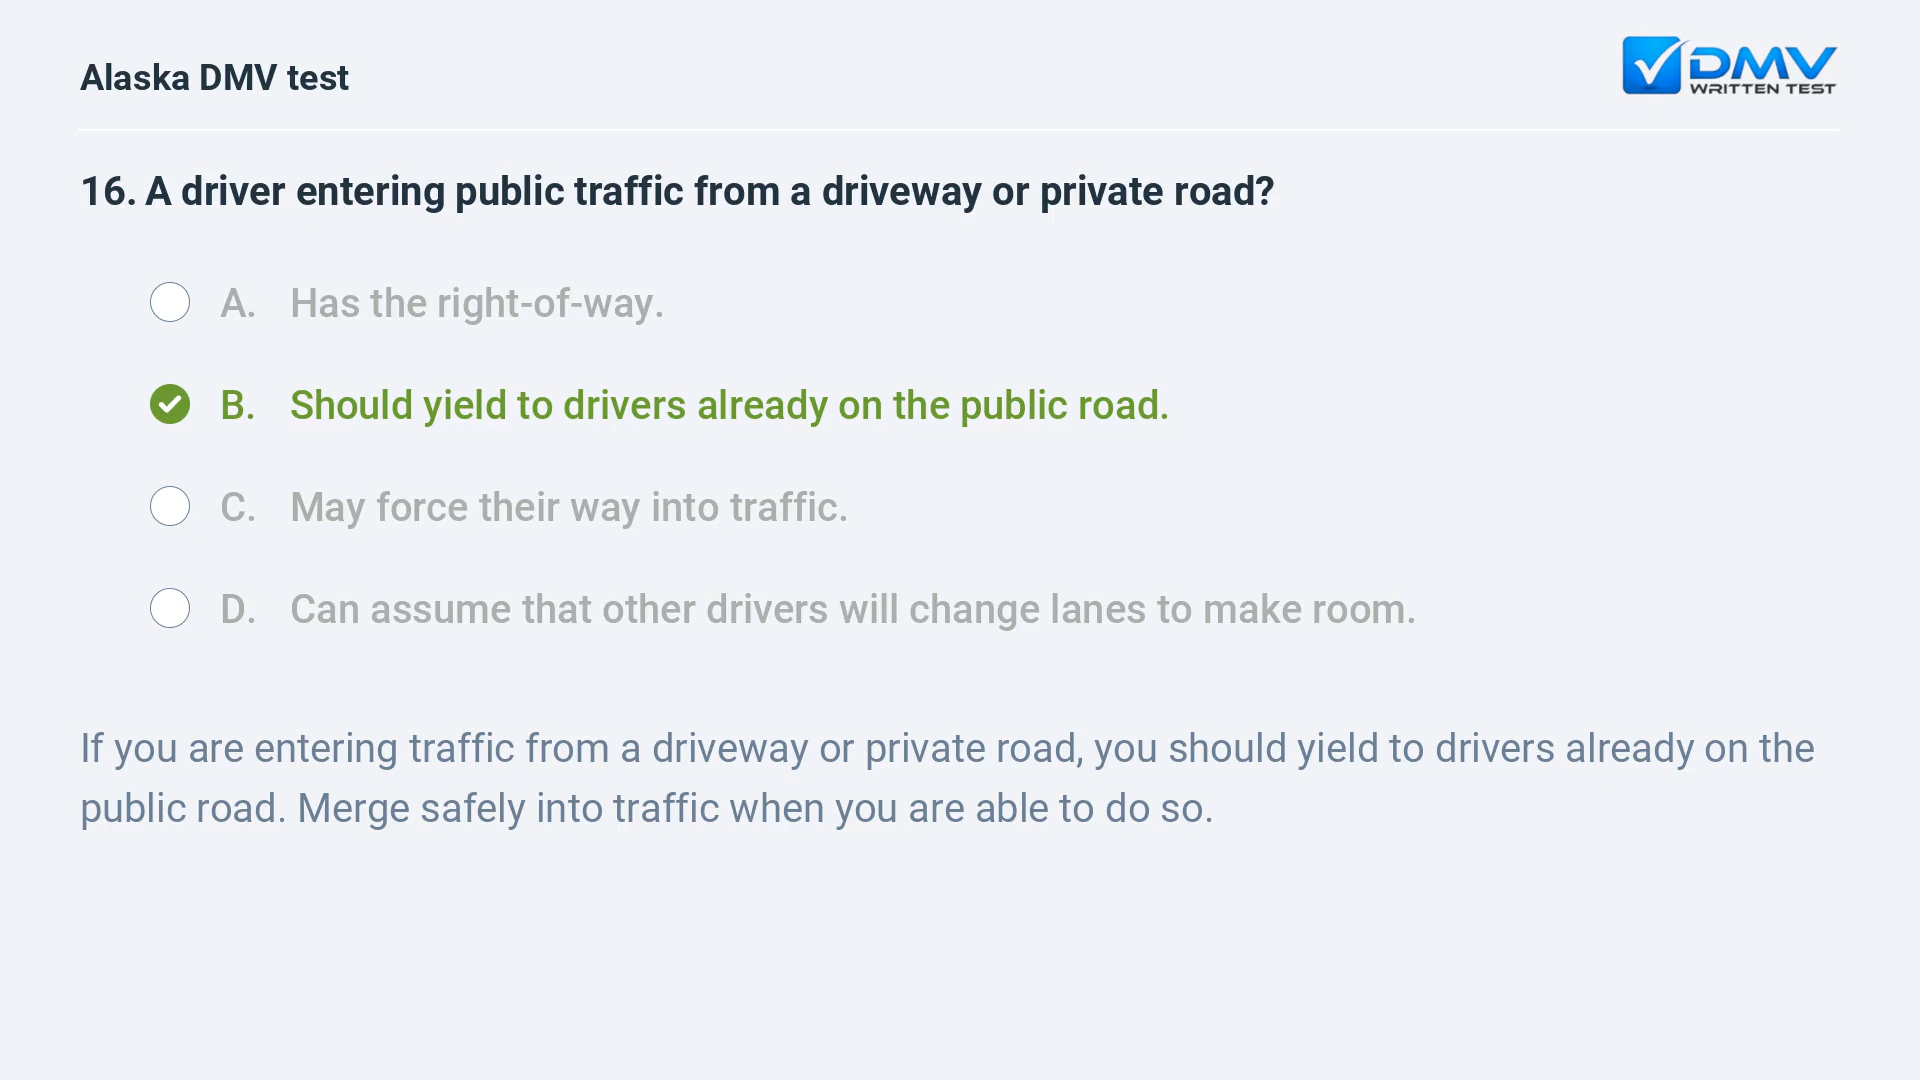 Alaska DMV test
DMV
WRITTEN TEST
16. A driver entering public traffic from a driveway or private road?
A. Has the right-of-way.
B. Should yield to drivers already on the public road.
C. May force their way into traffic.
D. Can assume that other drivers will change lanes to make room.
If you are entering traffic from a driveway or private road, you should yield to drivers already on the
public road. Merge safely into traffic when you are able to do so.